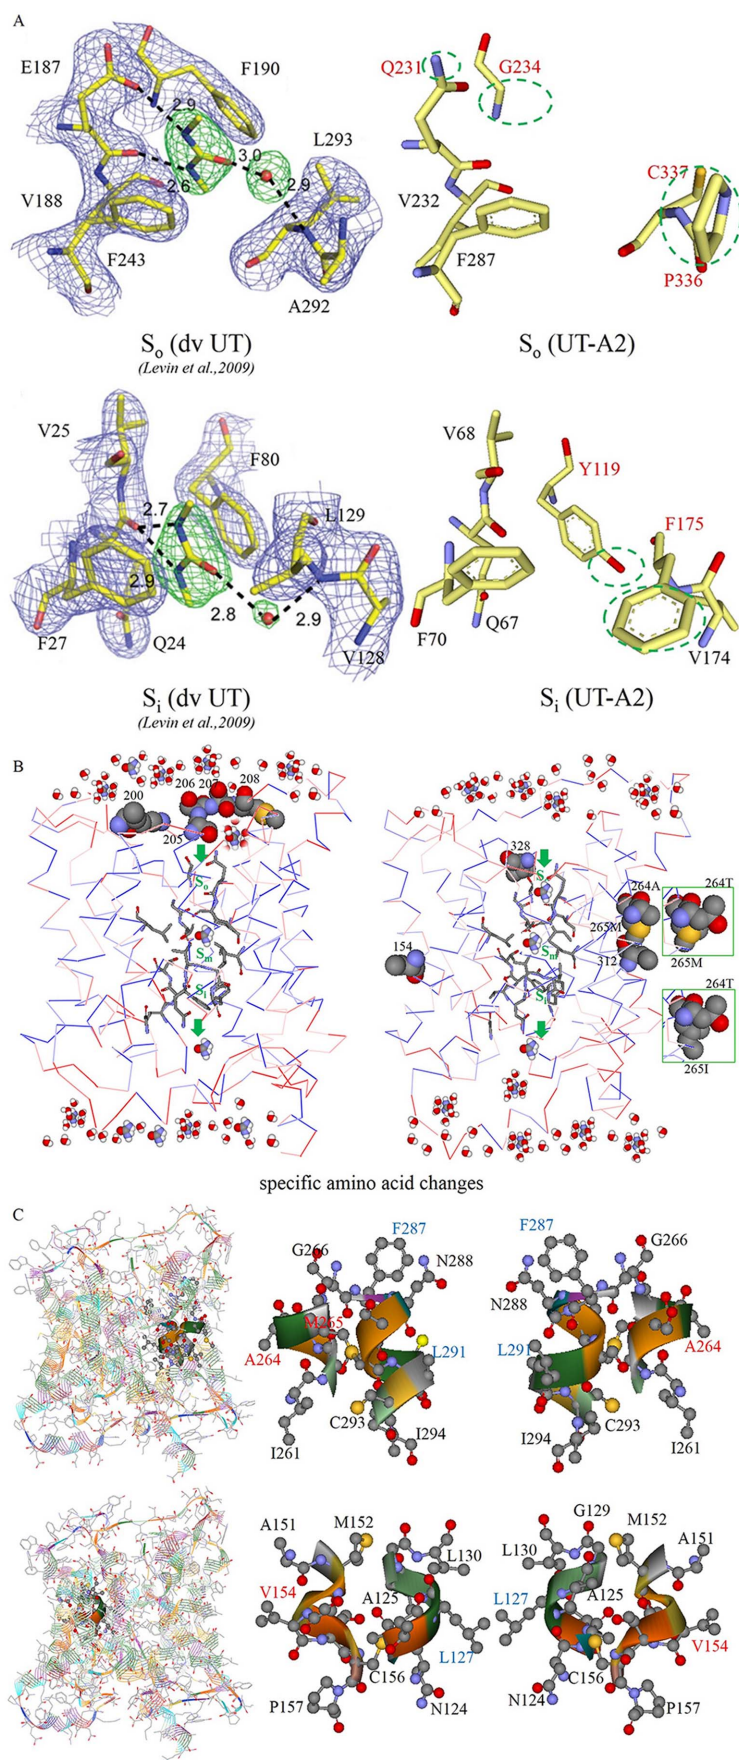 A
E187
F190
Q231
G234
2.9
3.0
L293
C337
2.6
2.9
V188
V232
F243
F287
A292
P336
So (dv UT)
So (UT-A2)
(Levin et al.,2009)
V25
V68
F80
Y119
2.7
L129
F175
2.9
2.8
2.9
F27
Q24
V128
F70
Q67
V174
Si (dv UT)
Si (UT-A2)
(Levin et al.,2009)
B
206
207
208
200
205
328
So
S
264A
264T
265M
265M
Sm
Sm
154
312
Si
Si
264T
265I
specific amino acid changes
C
F287
F287
G266
G266
N288
N288
M265
A264
L291
L291
A264
C293
C293
I294
I294
I261
I261
A151
M152
G129
M152
L130
L130
A151
V154
A125
A125
L127
L127
V154
C156
C156
P157
N124
N124
P157